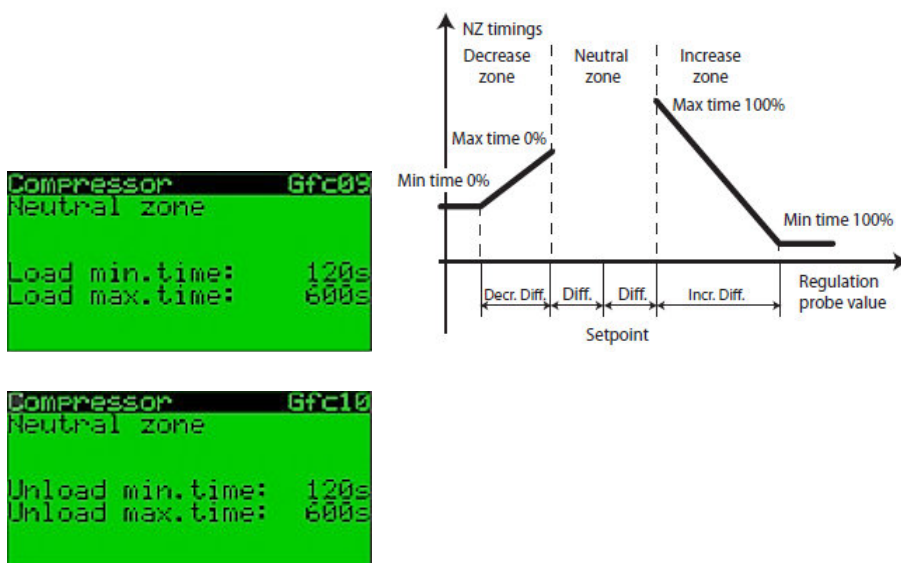 NZ timings
Decrease zone
Neutral zone
Increase zone
Max time 100%
Max time 0%
Min time 0%
Min time 100%
Decr. Diff.
Diff.
Diff.
Incr. Diff.
Regulation probe value
Setpoint
Compressor Gfc09
Neutral zone
Load min.time: 120s
Load max.time: 600s
Compressor Gfc10
Neutral zone
Unload min.time: 120s
Unload max.time: 600s